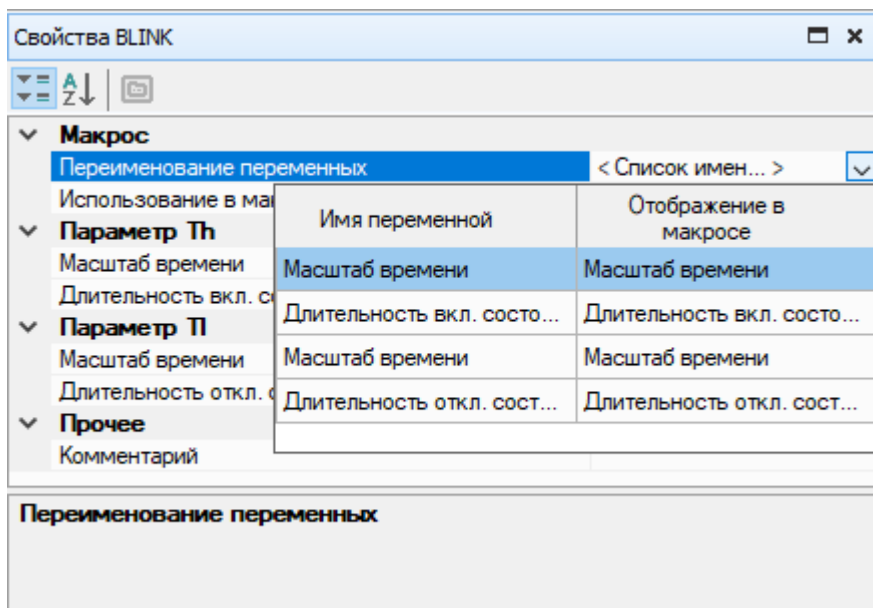 Свойства BLINK
Макрос
Переименование переменных < Список имен... >
Использование в мак
Имя переменной Отображение в
макросе
Параметр Th
Масштаб времени Масштаб времени Масштаб времени
Длительность вкл. со Длительность вкл. состо... Длительность вкл. состо...
Параметр Tl
Масштаб времени Масштаб времени Масштаб времени
Длительность откл. с Длительность откл. сост... Длительность откл. сост...
Прочее
Комментарий
Переименование переменных